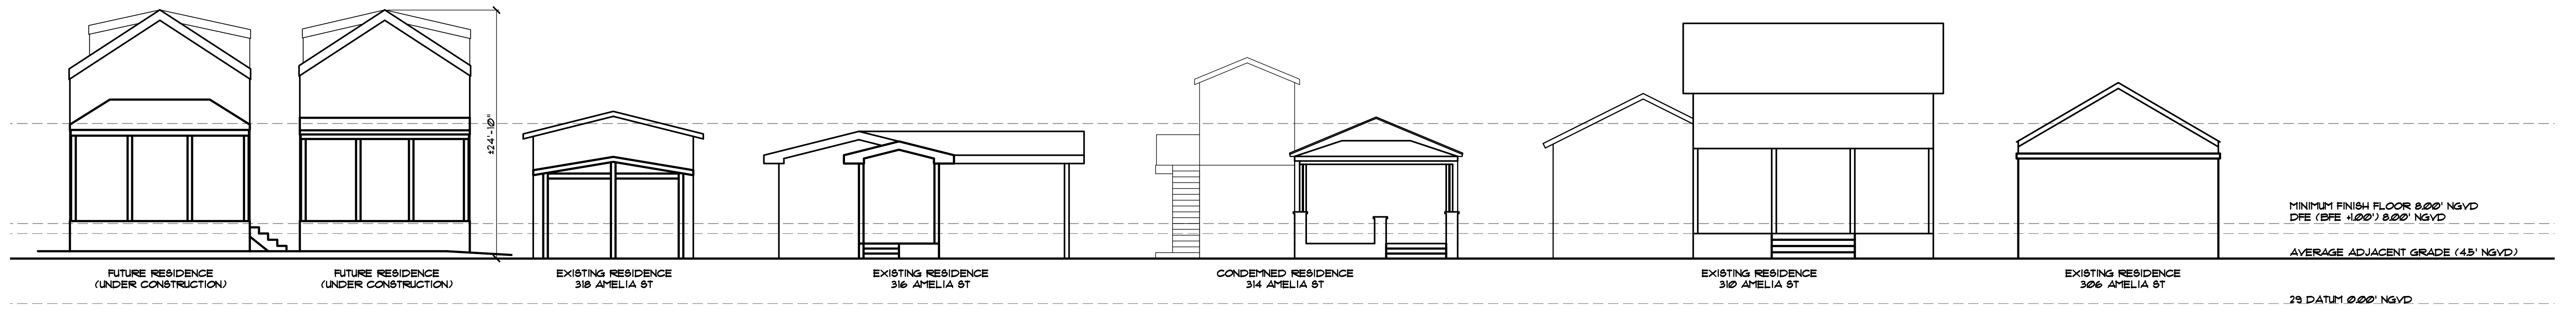 ±24'-10"
MINIMUM FINISH FLOOR 8.00' NGVD
DFE (BFE +1.00') 8.00' NGVD
AVERAGE ADJACENT GRADE (4.5' NGVD)
FUTURE RESIDENCE
(UNDER CONSTRUCTION)
FUTURE RESIDENCE
(UNDER CONSTRUCTION)
EXISTING RESIDENCE
318 AMELIA ST
EXISTING RESIDENCE
316 AMELIA ST
CONDEMNED RESIDENCE
314 AMELIA ST
EXISTING RESIDENCE
310 AMELIA ST
EXISTING RESIDENCE
306 AMELIA ST
29 DATUM 0.00' NGVD